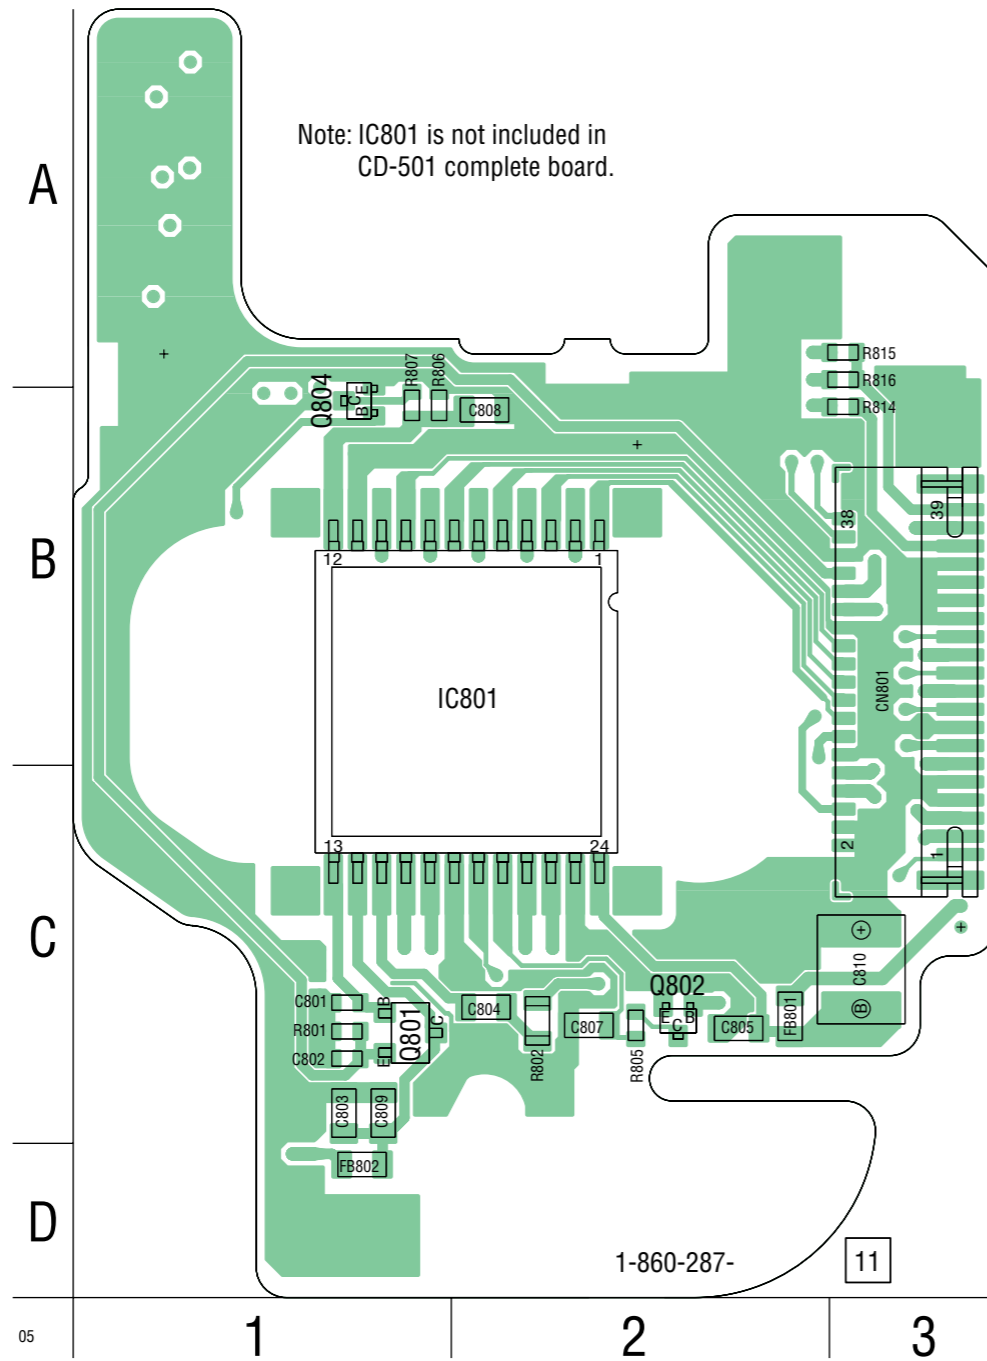 Note: IC801 is not included in
CD-501 complete board.
A
R815
R816
R814
R807
R806
Q804
E
C
B
C808
38
39
B
12
1
IC801
CN801
13
24
2
1
C
C810
+
B
Q802
E
C
B
C801
R801
C802
B
E
Q801
C
C804
R802
C807
R805
C805
FB801
C803
C809
FB802
D
1-860-287-
11
05
1
2
3